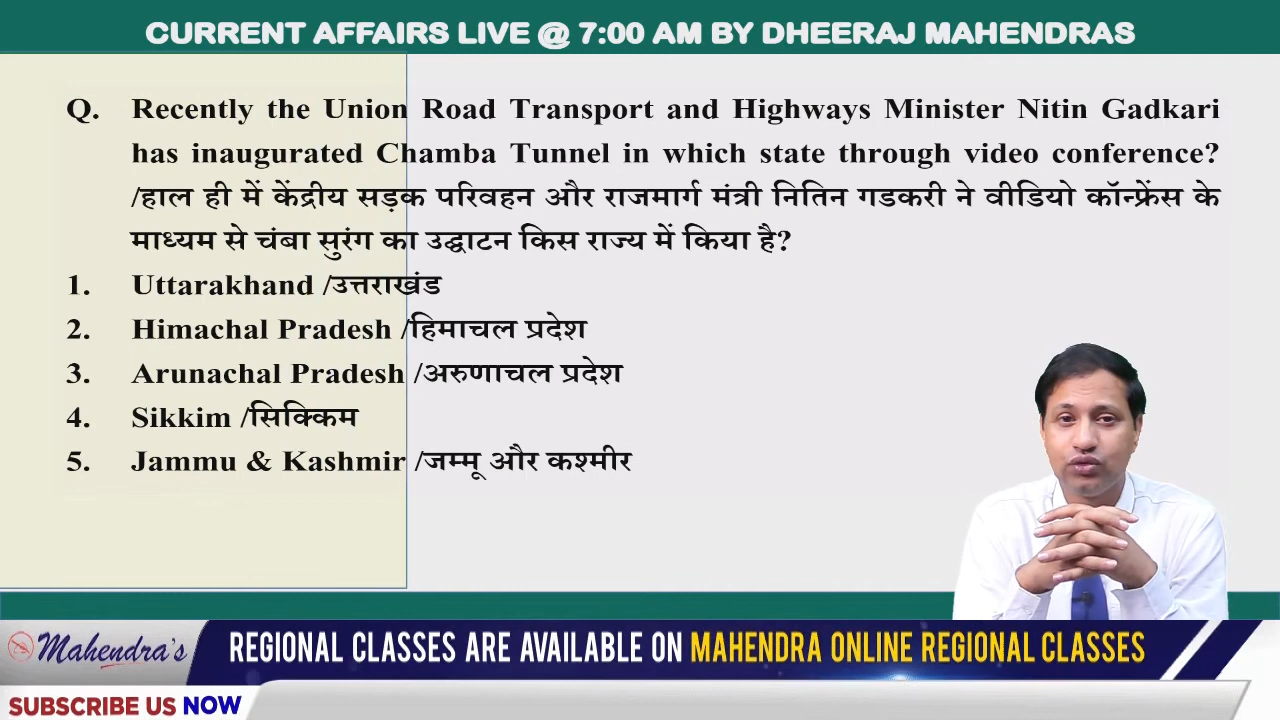 CURRENT AFFAIRS LIVE @ 7:00 AM BY DHEERAJ MAHENDRAS
Q. Recently the Union Road Transport and Highways Minister Nitin Gadkari
has inaugurated Chamba Tunnel in which state through video conference?
/हाल ही में केंद्रीय सड़क परिवहन और राजमार्ग मंत्री नितिन गडकरी ने वीडियो कॉन्फ्रेंस के
माध्यम से चंबा सुरंग का उद्घाटन किस राज्य में किया है?
1. Uttarakhand /उत्तराखंड
2. Himachal Pradesh /हिमाचल प्रदेश
3. Arunachal Pradesh /अरुणाचल प्रदेश
4. Sikkim /सिक्किम
5. Jammu & Kashmir /जम्मू और कश्मीर
Mahendra's
REGIONAL CLASSES ARE AVAILABLE ON MAHENDRA ONLINE REGIONAL CLASSES
SUBSCRIBE US NOW